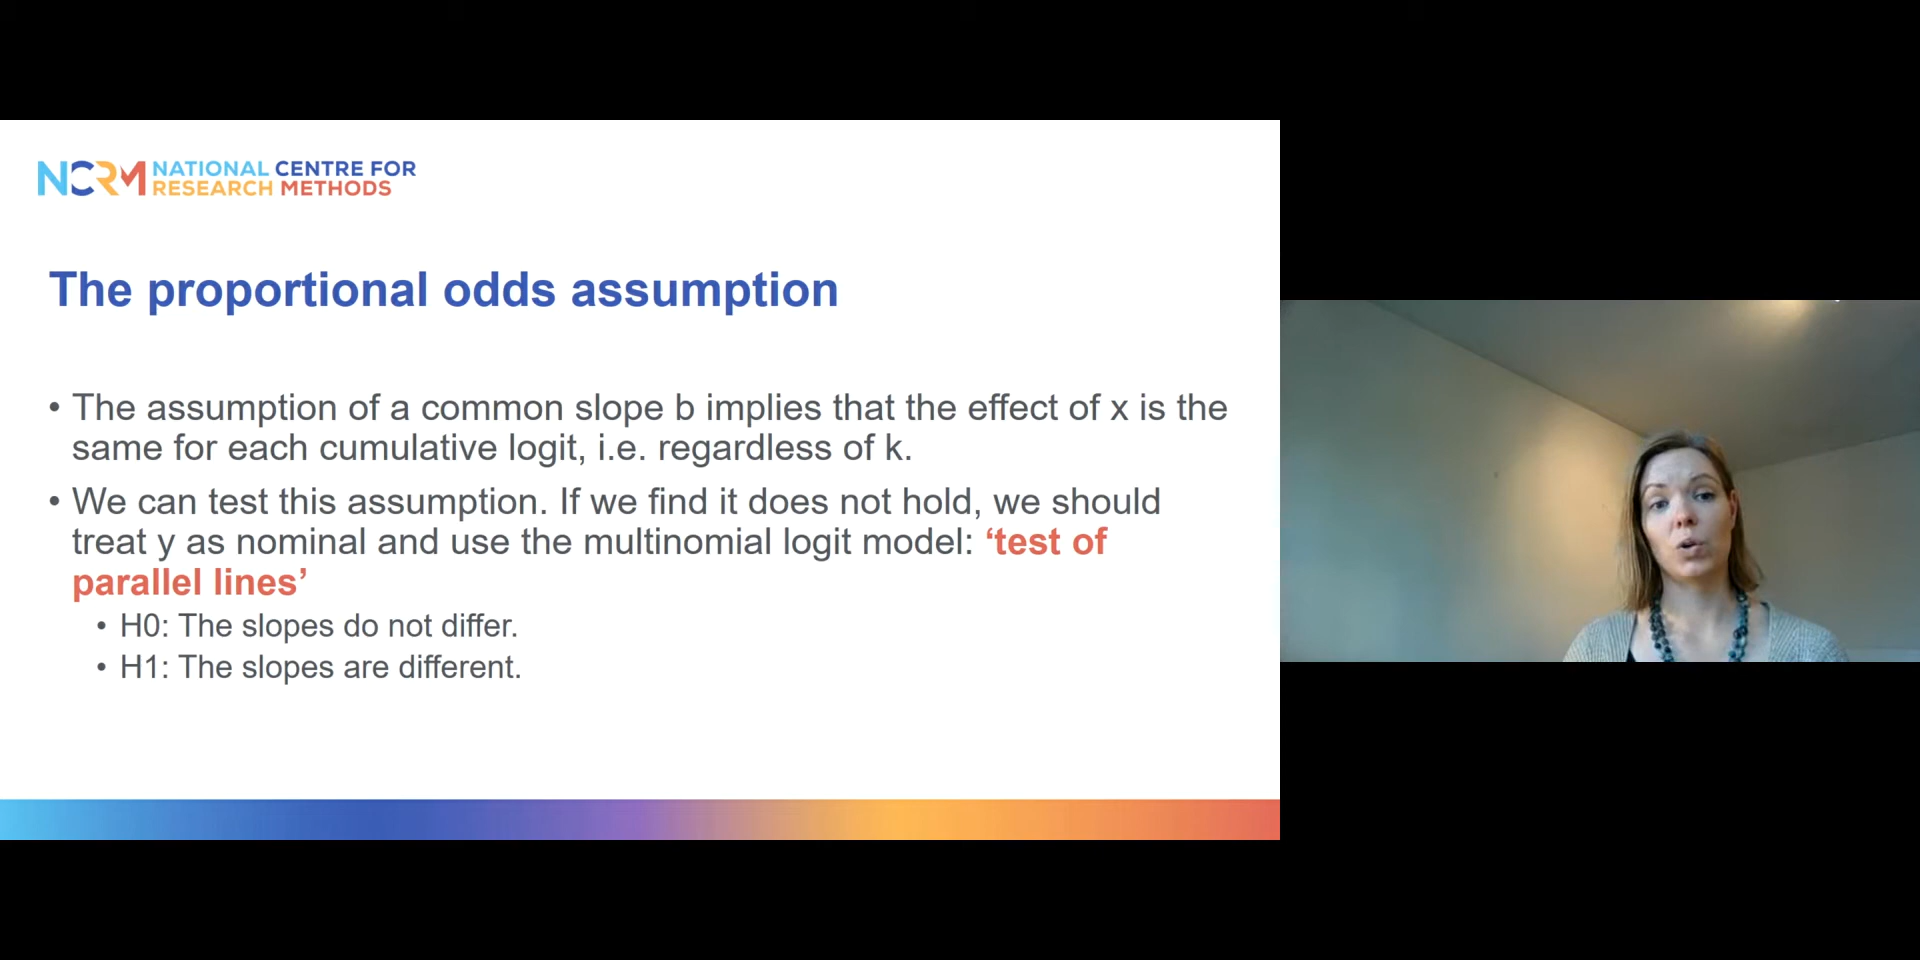 NCRM NATIONAL CENTRE FOR
RESEARCH METHODS
The proportional odds assumption
• The assumption of a common slope b implies that the effect of x is the
same for each cumulative logit, i.e. regardless of k.
• We can test this assumption. If we find it does not hold, we should
treat y as nominal and use the multinomial logit model: ‘test of
parallel lines’
• H0: The slopes do not differ.
• H1: The slopes are different.